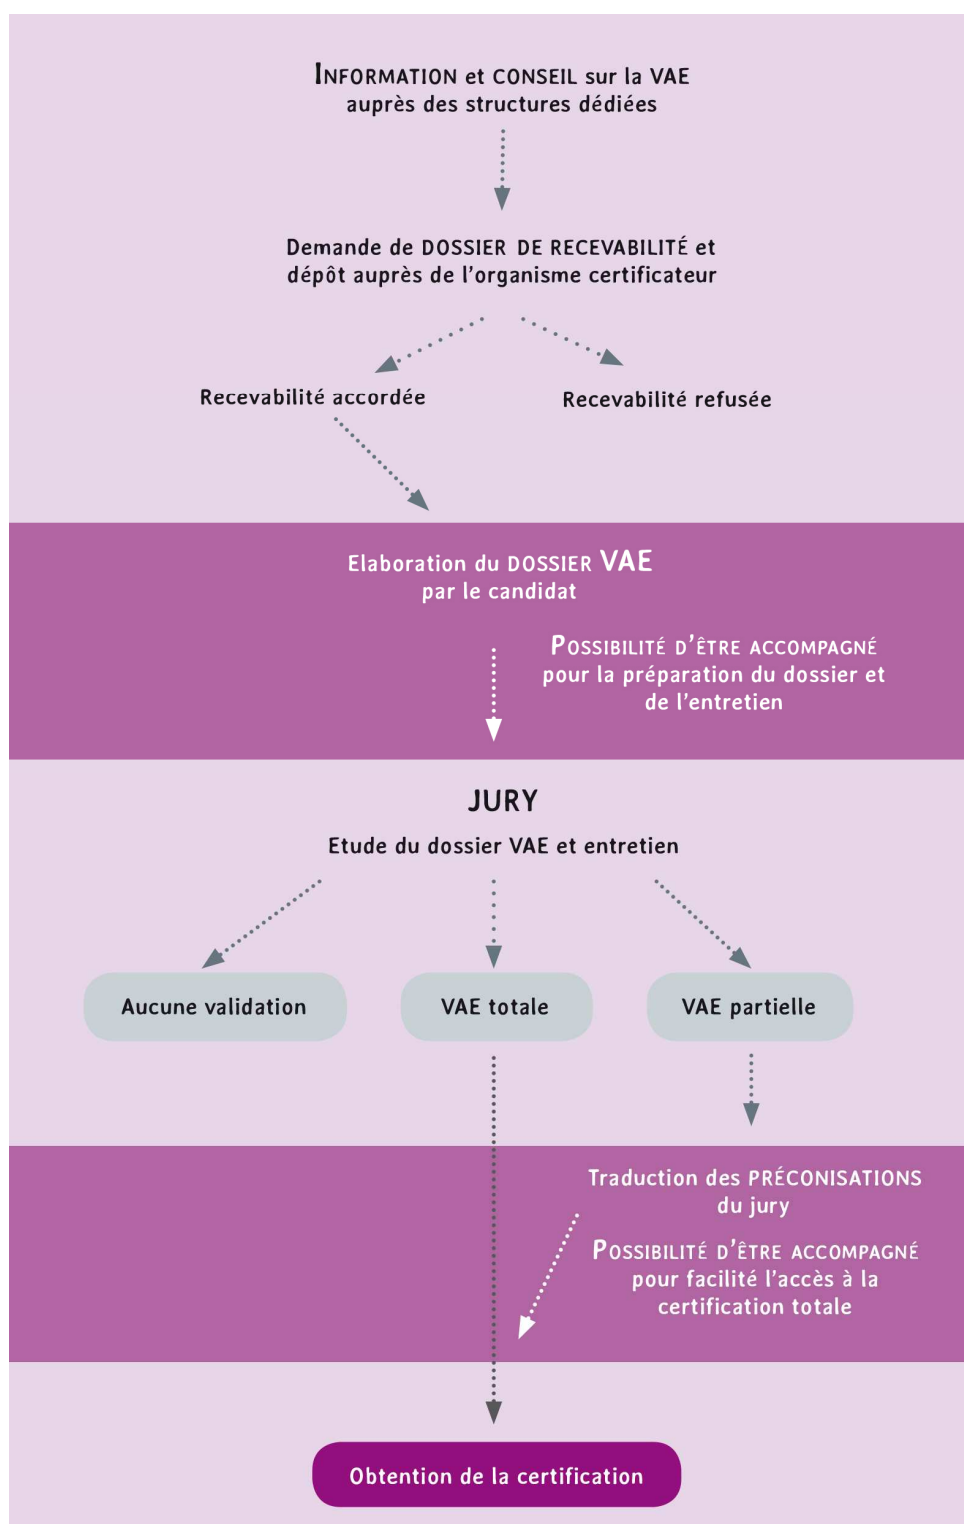 INFORMATION et CONSEIL sur la VAE
auprès des structures dédiées
Demande de DOSSIER DE RECEVABILITÉ et
dépôt auprès de l'organisme certificateur
Recevabilité accordée
Recevabilité refusée
Elaboration du DOSSIER VAE
par le candidat
POSSIBILITÉ D'ÊTRE ACCOMPAGNÉ
pour la préparation du dossier et
de l'entretien
JURY
Etude du dossier VAE et entretien
Aucune validation
VAE totale
VAE partielle
Traduction des PRÉCONISATIONS
du jury
POSSIBILITÉ D'ÊTRE ACCOMPAGNÉ
pour facilité l'accès à la
certification totale
Obtention de la certification